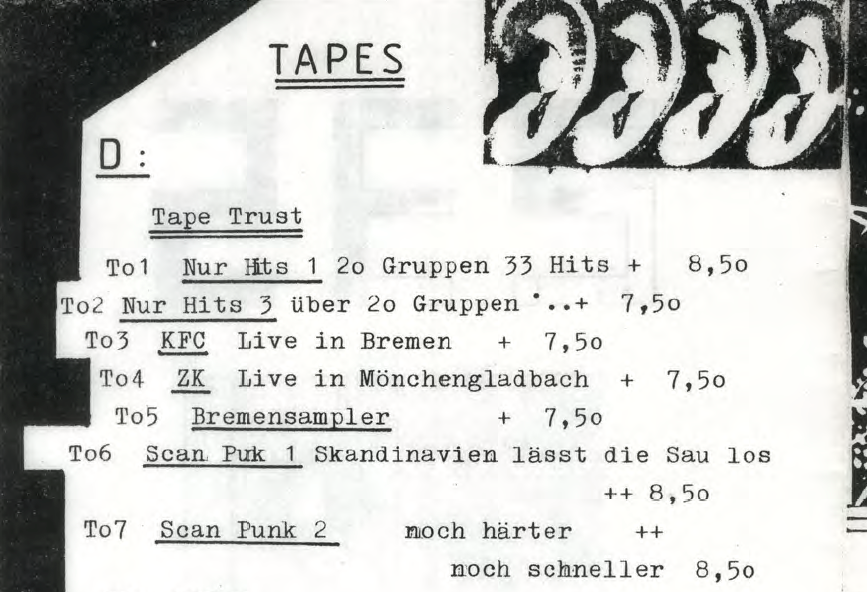 TAPES
D :
Tape Trust
To1 Nur Hits 1 2o Gruppen 33 Hits + 8,5o
To2 Nur Hits 3 über 2o Gruppen '..+ 7,5o
To3 KFC Live in Bremen + 7,5o
To4 ZK Live in Mönchengladbach + 7,5o
To5 Bremensampler + 7,5o
To6 Scan Puk 1 Skandinavien lässt die Sau los
++ 8,5o
To7 Scan Punk 2 noch härter ++
noch schneller 8,5o